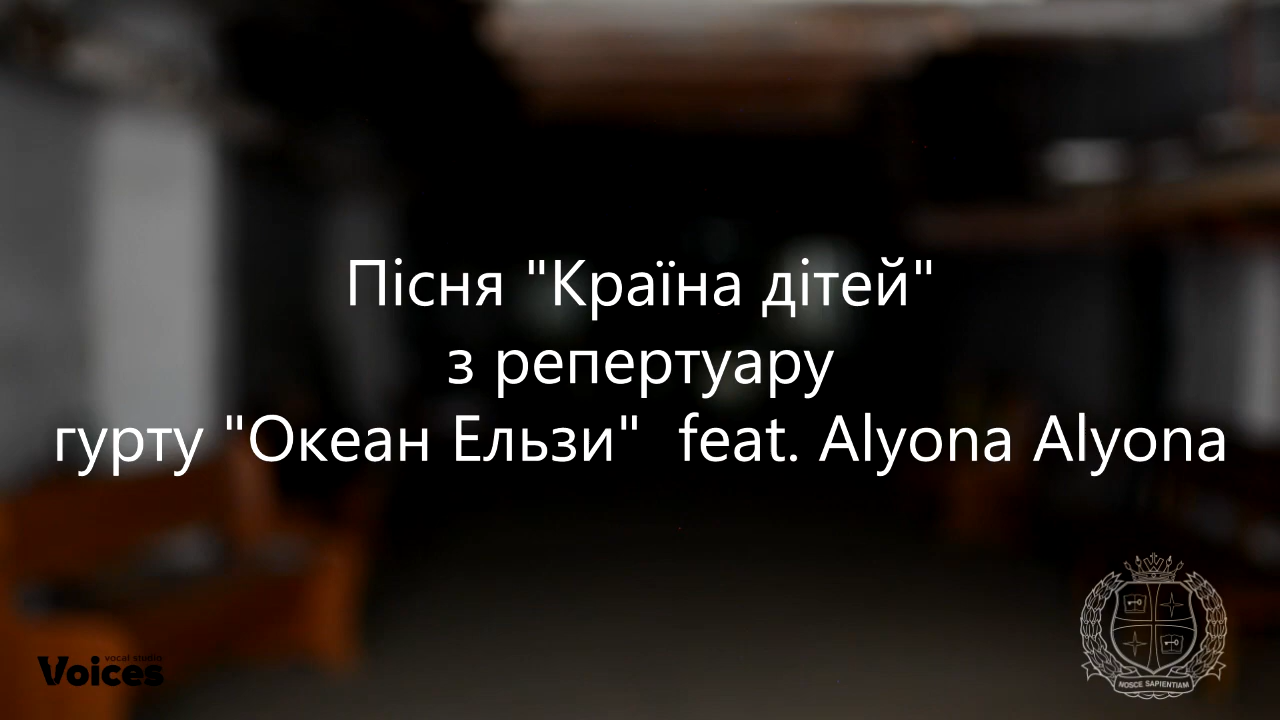 Пісня "Країна дітей"
з репертуару
гурту "Океан Ельзи" feat. Alyona Alyona
vocal studio
Voices
NOSCE SAPIENTIAM